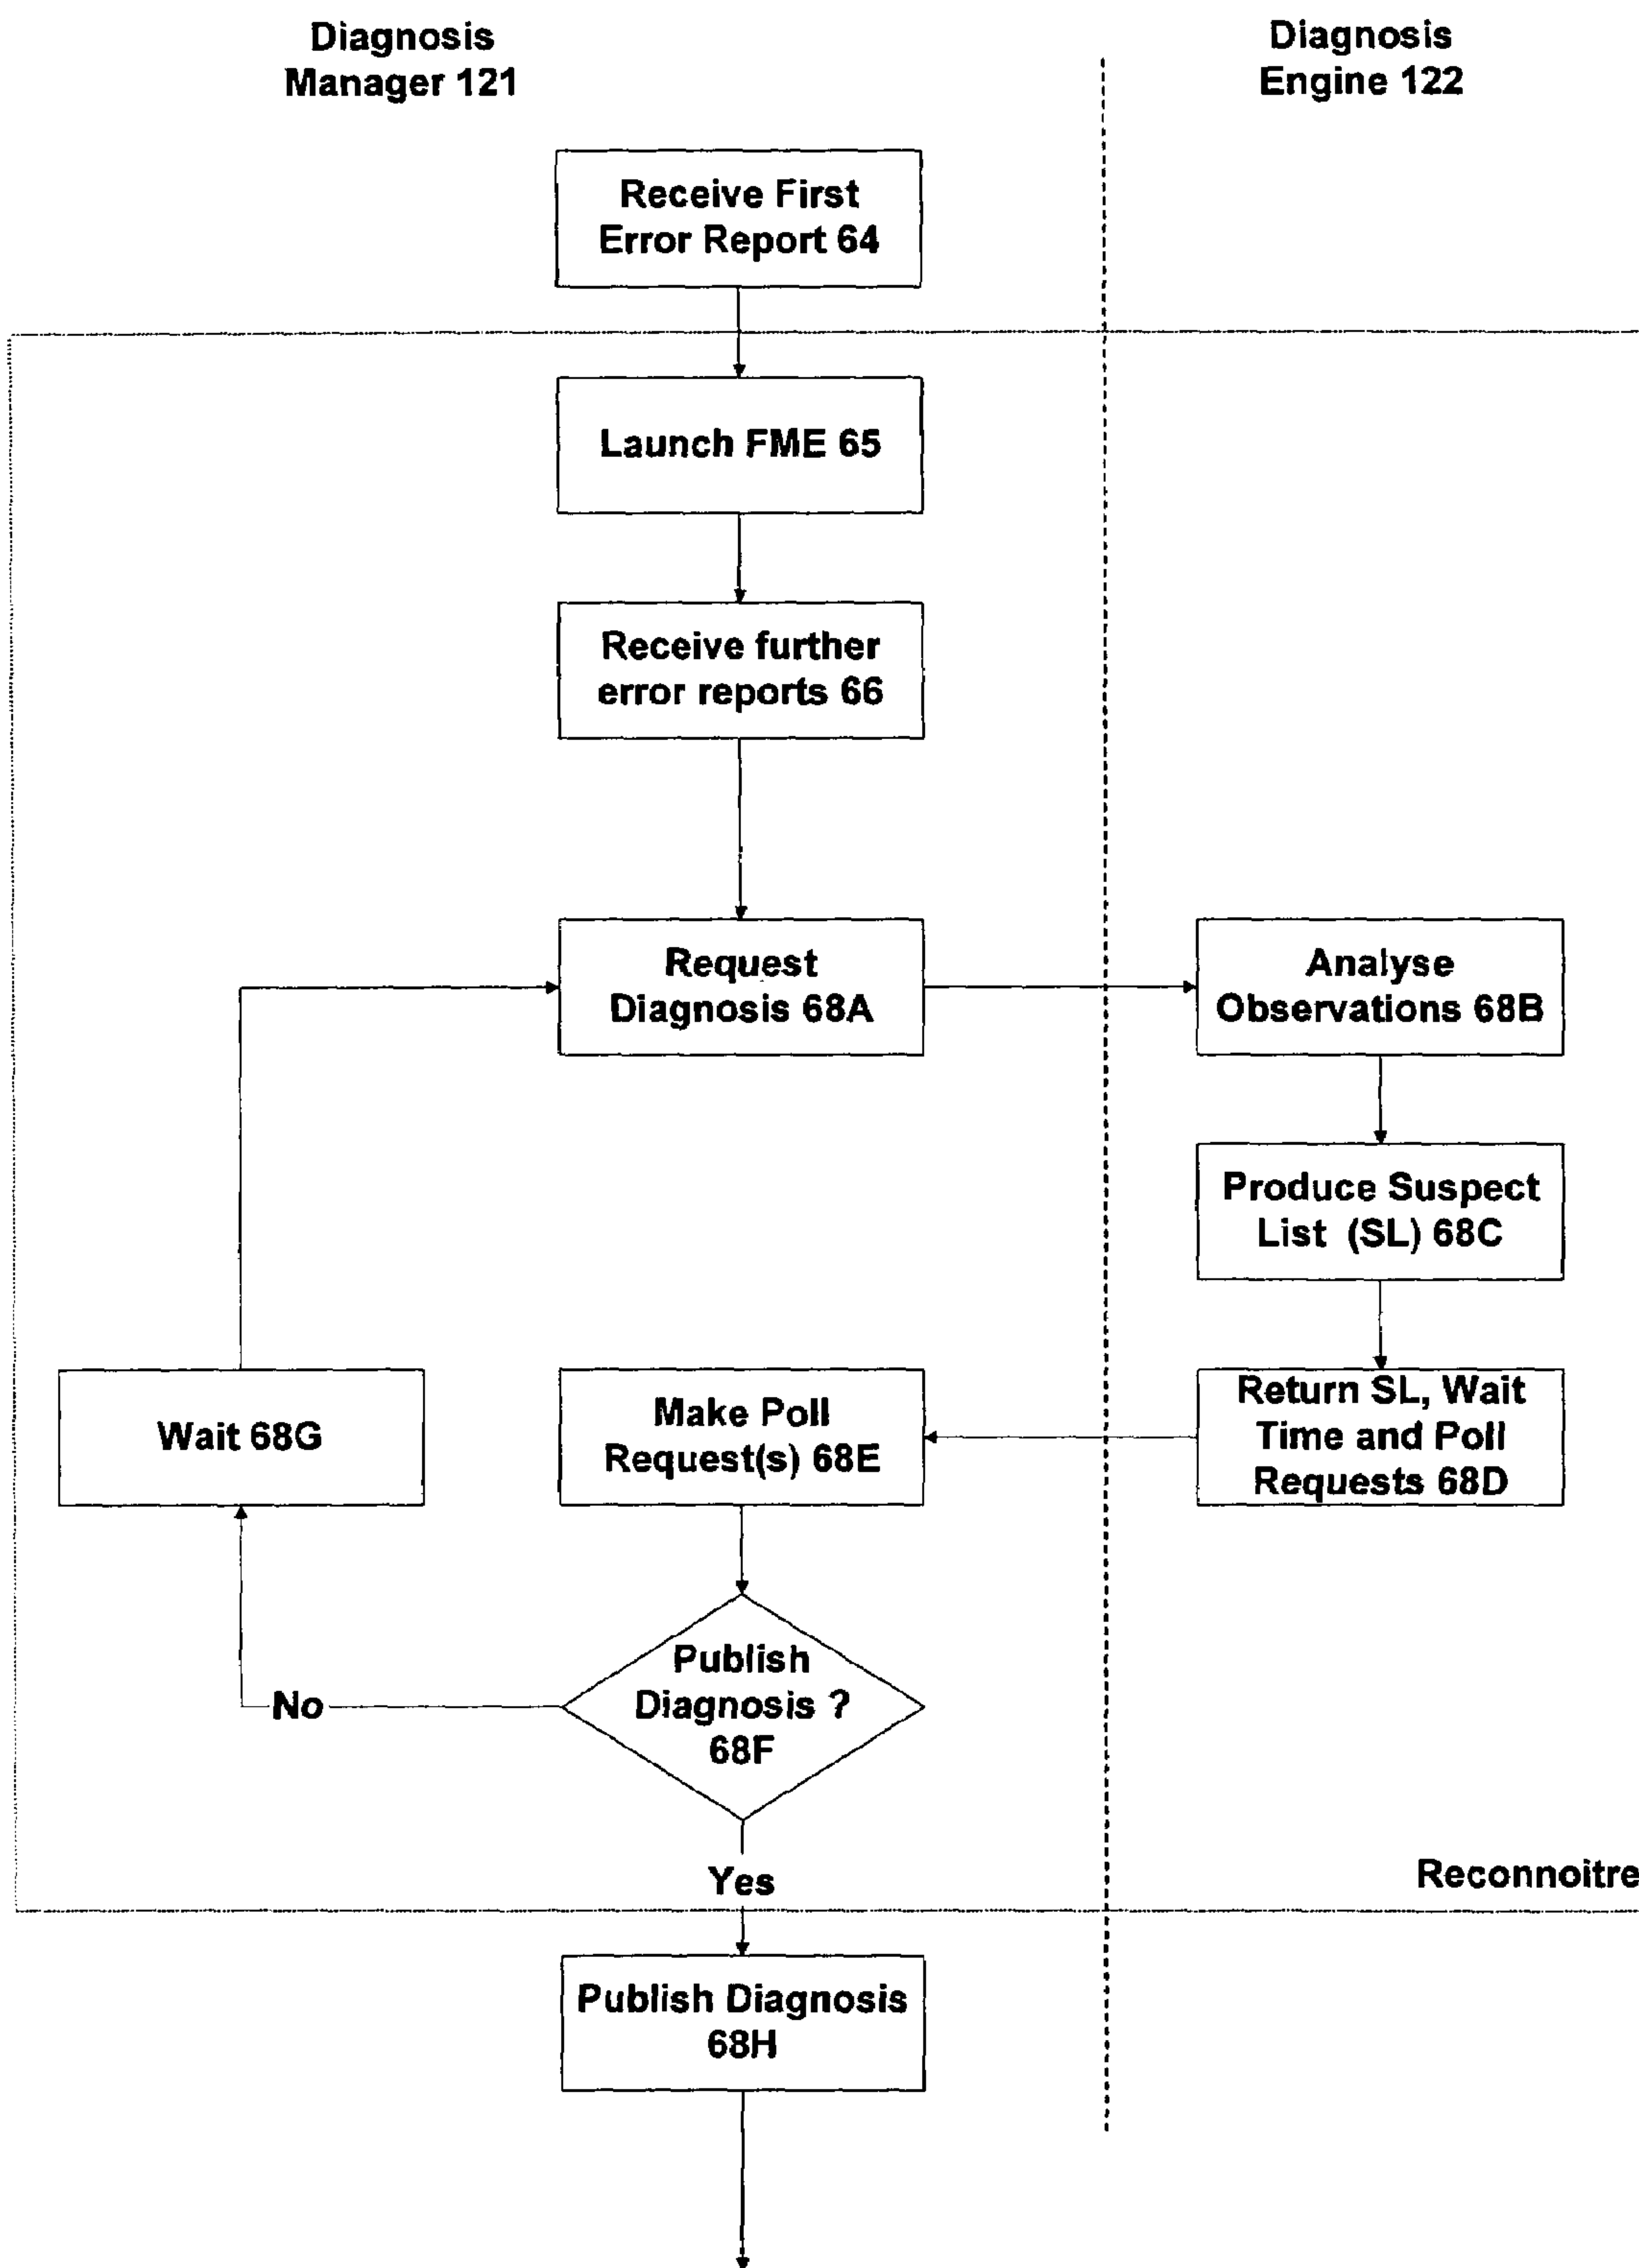 Diagnosis
Manager 121
Diagnosis
Engine 122
Receive First
Error Report 64
Launch FME 65
Receive further
error reports 66
Request
Diagnosis 68A
Analyse
Observations 68B
Produce Suspect
List (SL) 68C
Return SL, Wait
Time and Poll
Requests 68D
Make Poll
Request(s) 68E
Wait 68G
Publish
Diagnosis ?
68F
No
Yes
Reconnoitre
Publish Diagnosis
68H